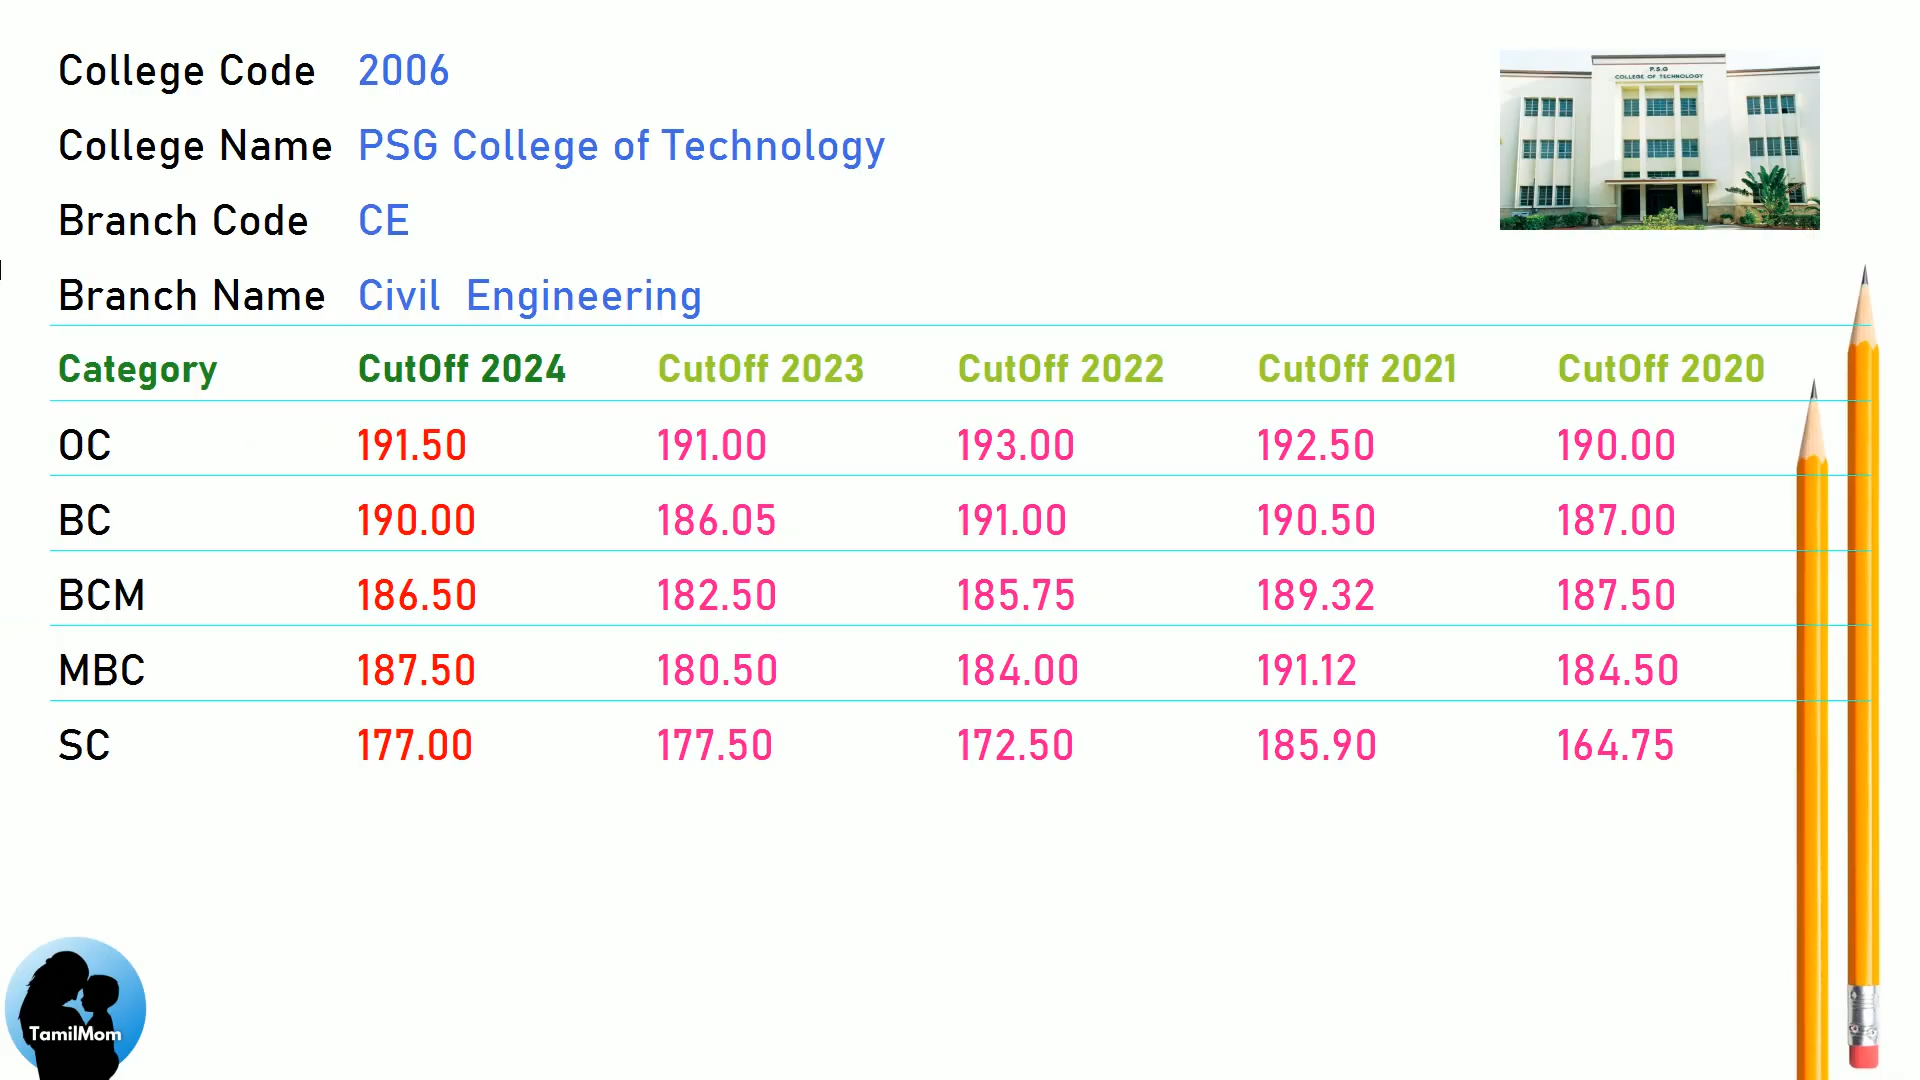 College Code 2006
P.S.G
COLLEGE OF TECHNOLOGY
College Name PSG College of Technology
Branch Code CE
Branch Name Civil Engineering
Category CutOff 2024 CutOff 2023 CutOff 2022 CutOff 2021 CutOff 2020
OC 191.50 191.00 193.00 192.50 190.00
BC 190.00 186.05 191.00 190.50 187.00
BCM 186.50 182.50 185.75 189.32 187.50
MBC 187.50 180.50 184.00 191.12 184.50
SC 177.00 177.50 172.50 185.90 164.75
TamilMom